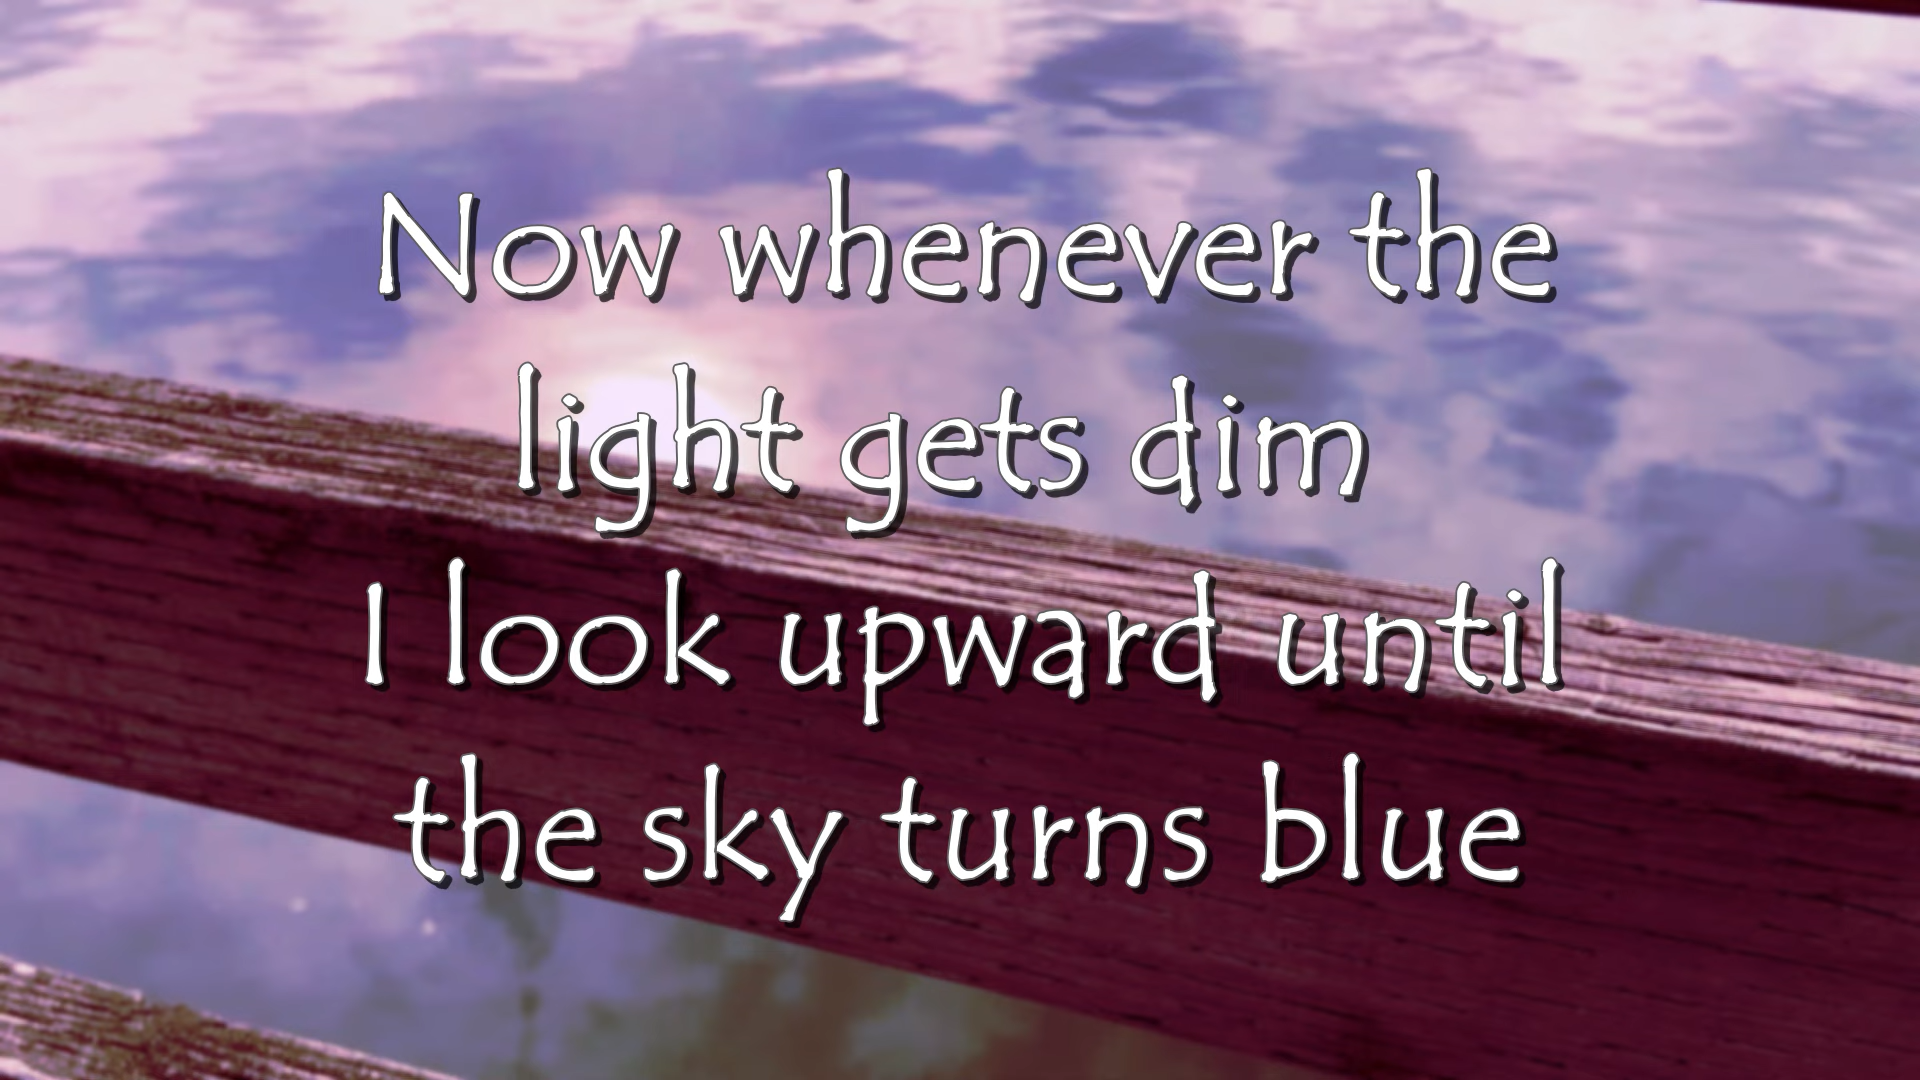 Now whenever the
light gets dim
I look upward until
the sky turns blue